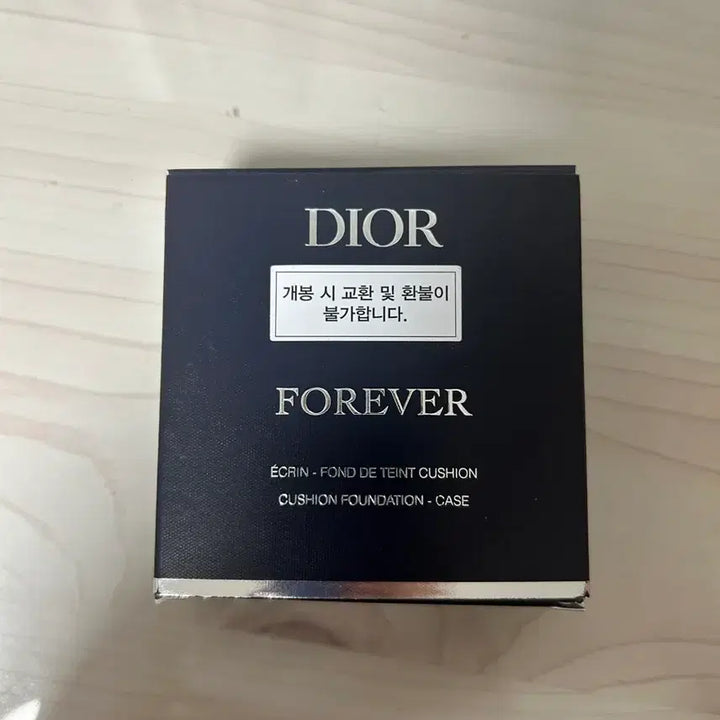 DIOR
개봉 시 교환 및 환불이
불가합니다.
FOREVER
ÉCRIN - FOND DE TEINT CUSHION
CUSHION FOUNDATION - CASE